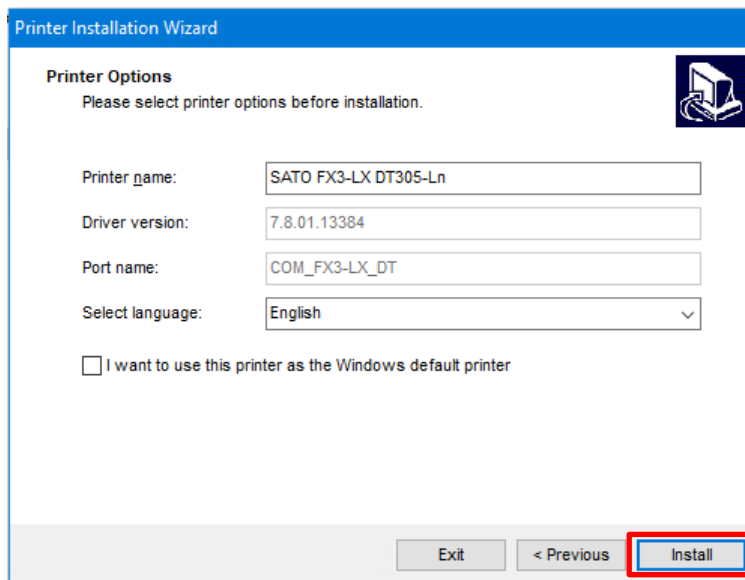 Printer Installation Wizard
Printer Options
Please select printer options before installation.
Printer name: SATO FX3-LX DT305-Ln
Driver version: 7.8.01.13384
Port name: COM_FX3-LX_DT
Select language: English
I want to use this printer as the Windows default printer
Exit < Previous Install